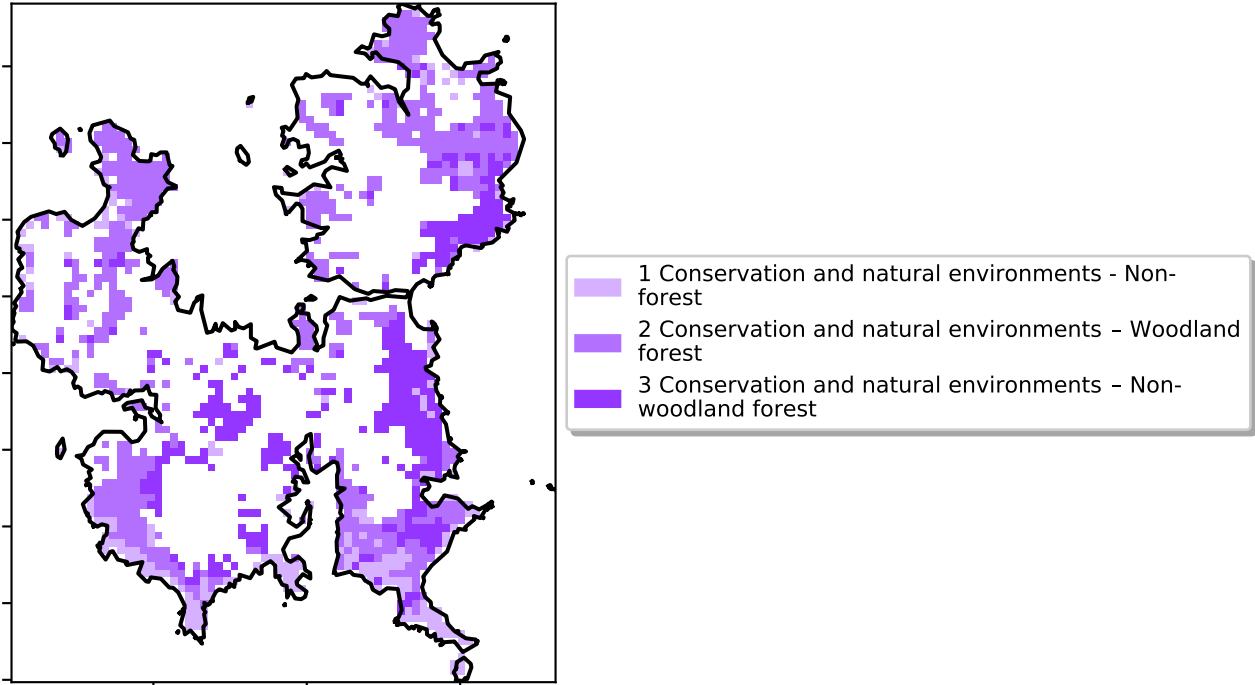 1 Conservation and natural environments - Non-
forest
2 Conservation and natural environments – Woodland
forest
3 Conservation and natural environments – Non-
woodland forest